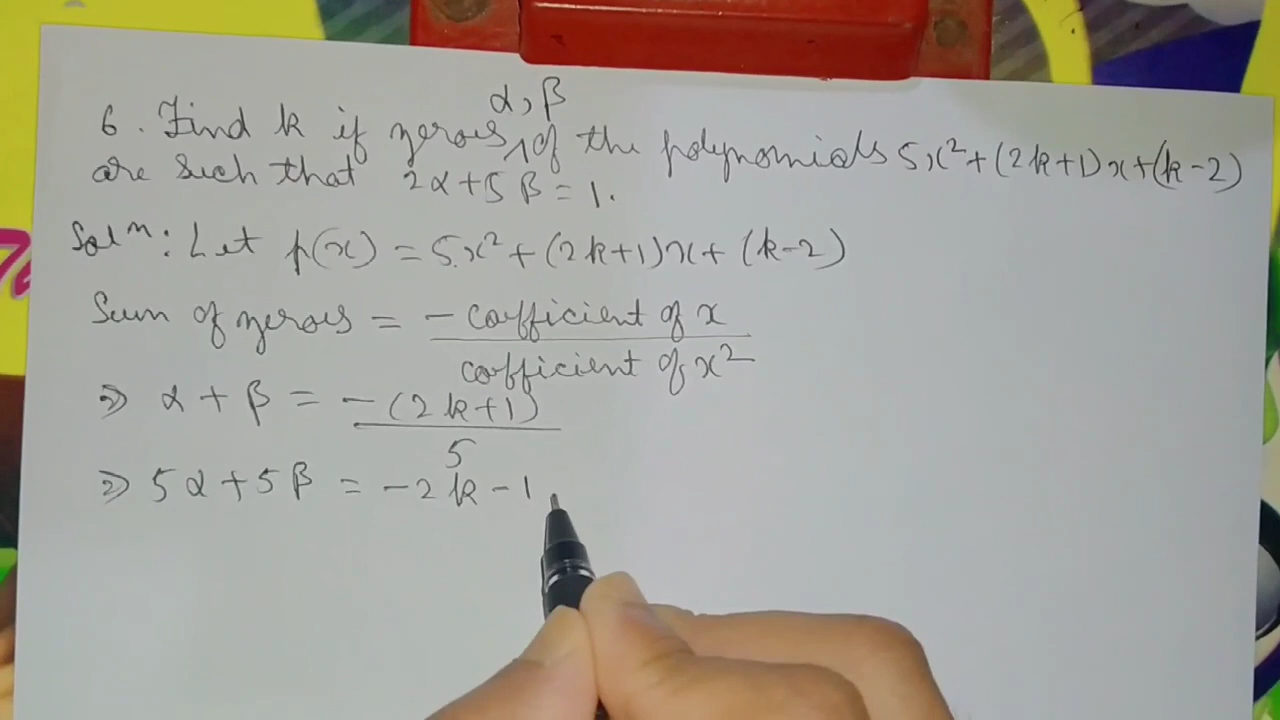 α, β
6. Find k if zeroes of the polynomials 5x²+(2k+1)x+(k-2)
are such that 2α+5β=1.
Solⁿ: Let p(x) = 5x²+(2k+1)x+(k-2)
Sum of zeroes = - coefficient of x
coefficient of x²
⇒ α+β = -(2k+1)
5
⇒ 5α+5β = -2k-1